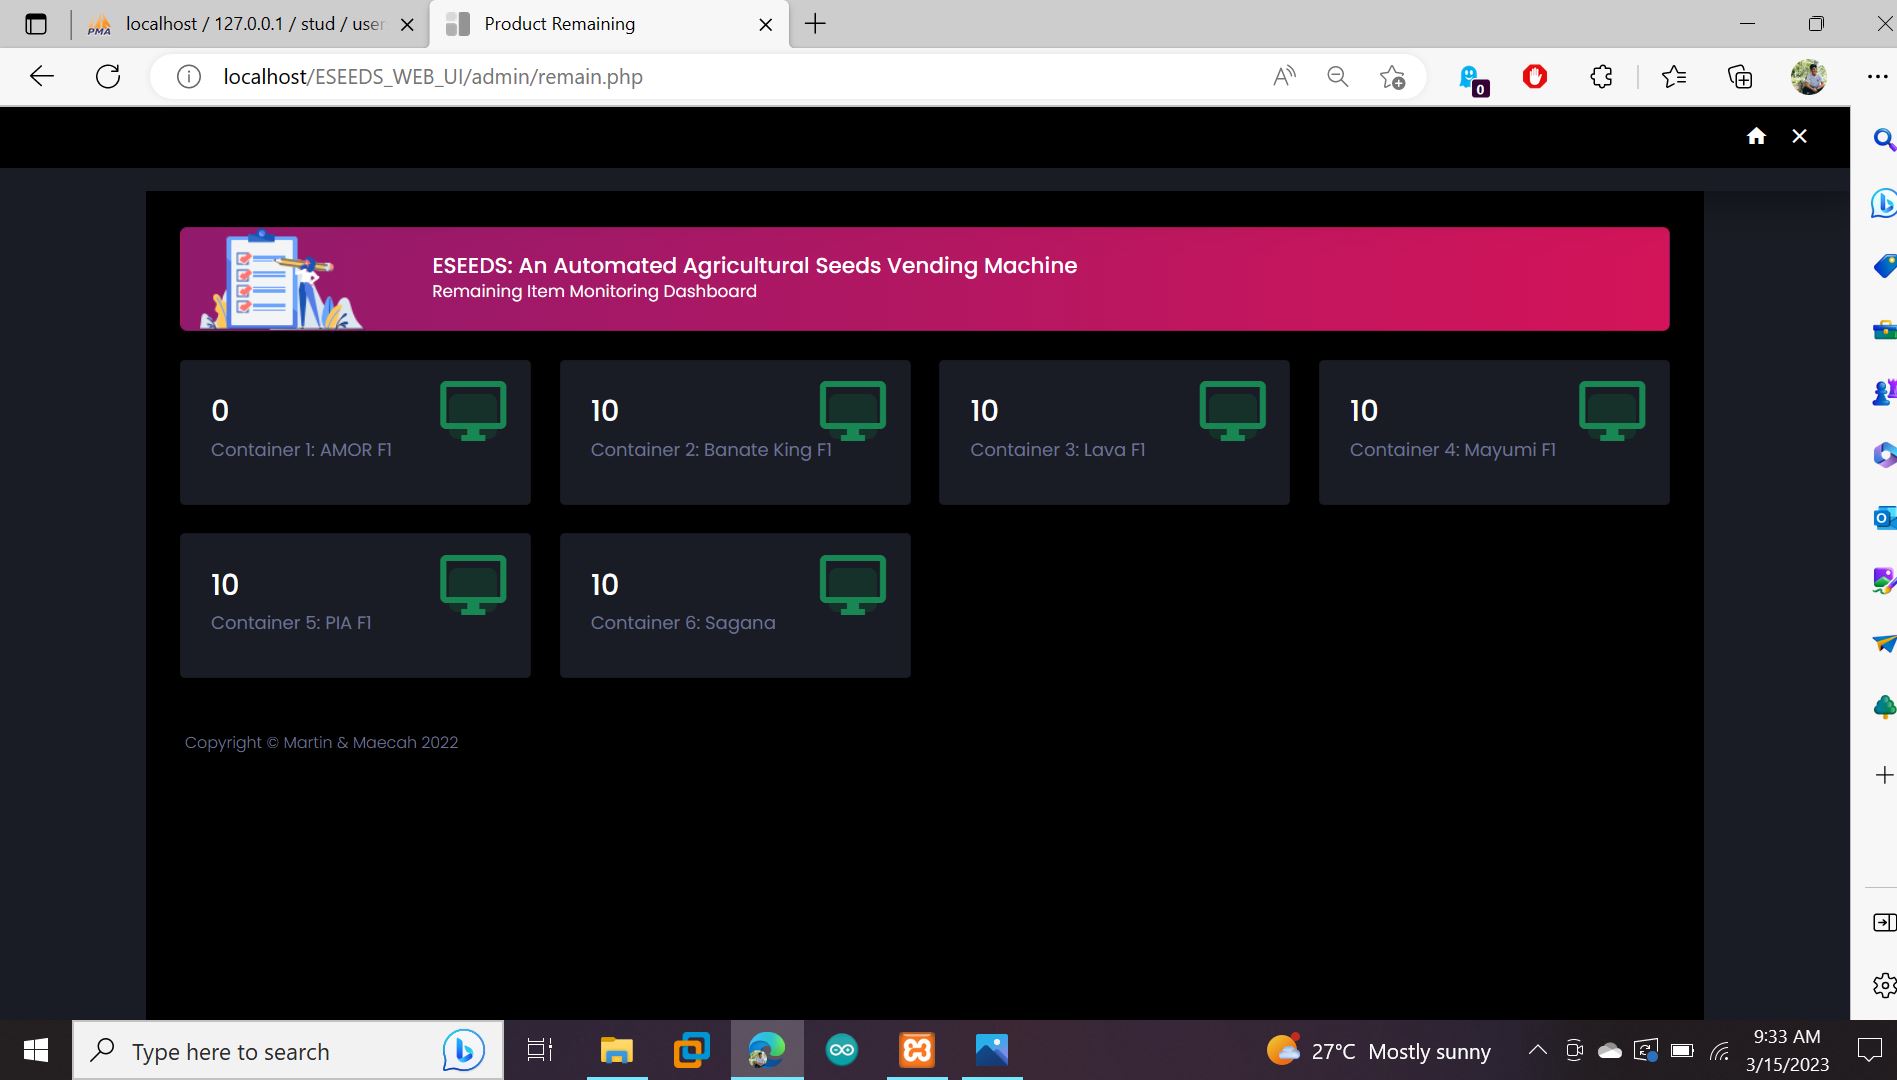 localhost / 127.0.0.1 / stud / user
Product Remaining
localhost/ESEEDS_WEB_UI/admin/remain.php
0
ESEEDS: An Automated Agricultural Seeds Vending Machine
Remaining Item Monitoring Dashboard
0
Container 1: AMOR F1
10
Container 2: Banate King F1
10
Container 3: Lava F1
10
Container 4: Mayumi F1
10
Container 5: PIA F1
10
Container 6: Sagana
Copyright © Martin & Maecah 2022
Type here to search
27°C Mostly sunny
9:33 AM
3/15/2023